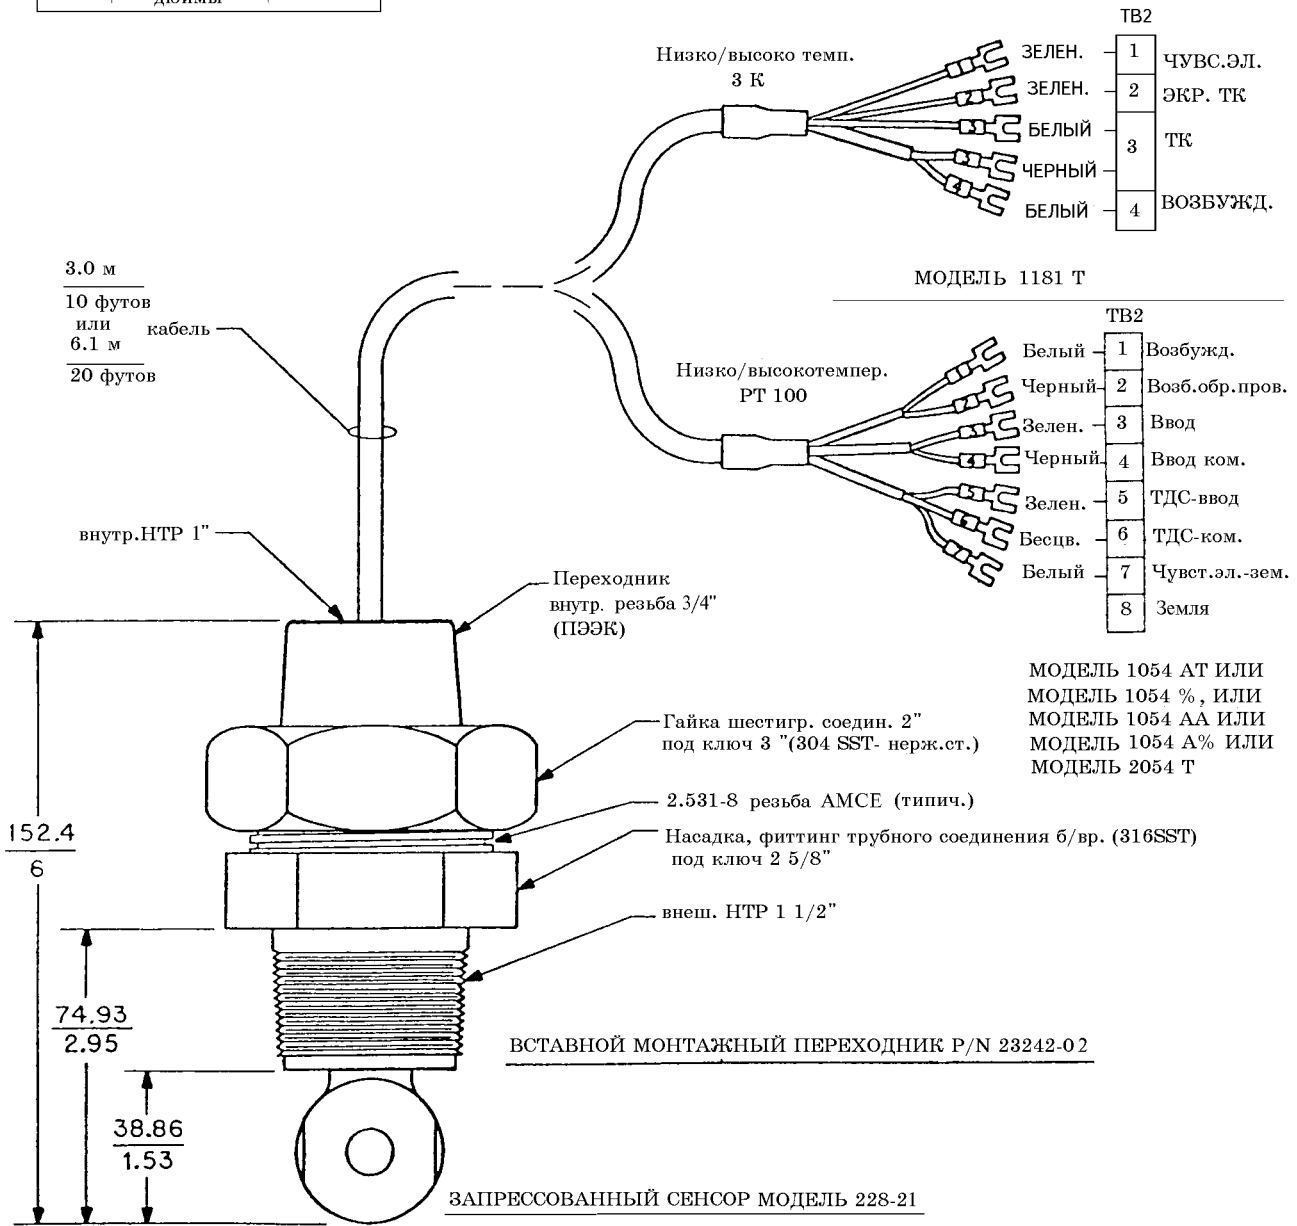 дюймы
TB2
Низко/высоко темп.
3 К
ЗЕЛЕН. 1 ЧУВС.ЭЛ.
ЗЕЛЕН. 2 ЭКР. ТК
БЕЛЫЙ
3 ТК
ЧЕРНЫЙ
БЕЛЫЙ 4 ВОЗБУЖД.
1
2
3
3
4
МОДЕЛЬ 1181 Т
3.0 м
10 футов
или
6.1 м
20 футов
кабель
TB2
Низко/высокотемпер.
РТ 100
Белый 1 Возбужд.
Черный 2 Возб.обр.пров.
Зелен. 3 Ввод
Черный 4 Ввод ком.
Зелен. 5 ТДС-ввод
Бесцв. 6 ТДС-ком.
Белый 7 Чувст.эл.-зем.
8 Земля
внутр.НТР 1"
Переходник
внутр. резьба 3/4"
(ПЭЭК)
МОДЕЛЬ 1054 АТ ИЛИ
МОДЕЛЬ 1054 %, ИЛИ
МОДЕЛЬ 1054 АА ИЛИ
МОДЕЛЬ 1054 А% ИЛИ
МОДЕЛЬ 2054 Т
Гайка шестигр. соедин. 2"
под ключ 3 "(304 SST- нерж.ст.)
2.531-8 резьба АМСЕ (типич.)
Насадка, фиттинг трубного соединения б/вр. (316SST)
под ключ 2 5/8"
внеш. НТР 1 1/2"
152.4
6
74.93
2.95
38.86
1.53
ВСТАВНОЙ МОНТАЖНЫЙ ПЕРЕХОДНИК P/N 23242-02
ЗАПРЕССОВАННЫЙ СЕНСОР МОДЕЛЬ 228-21